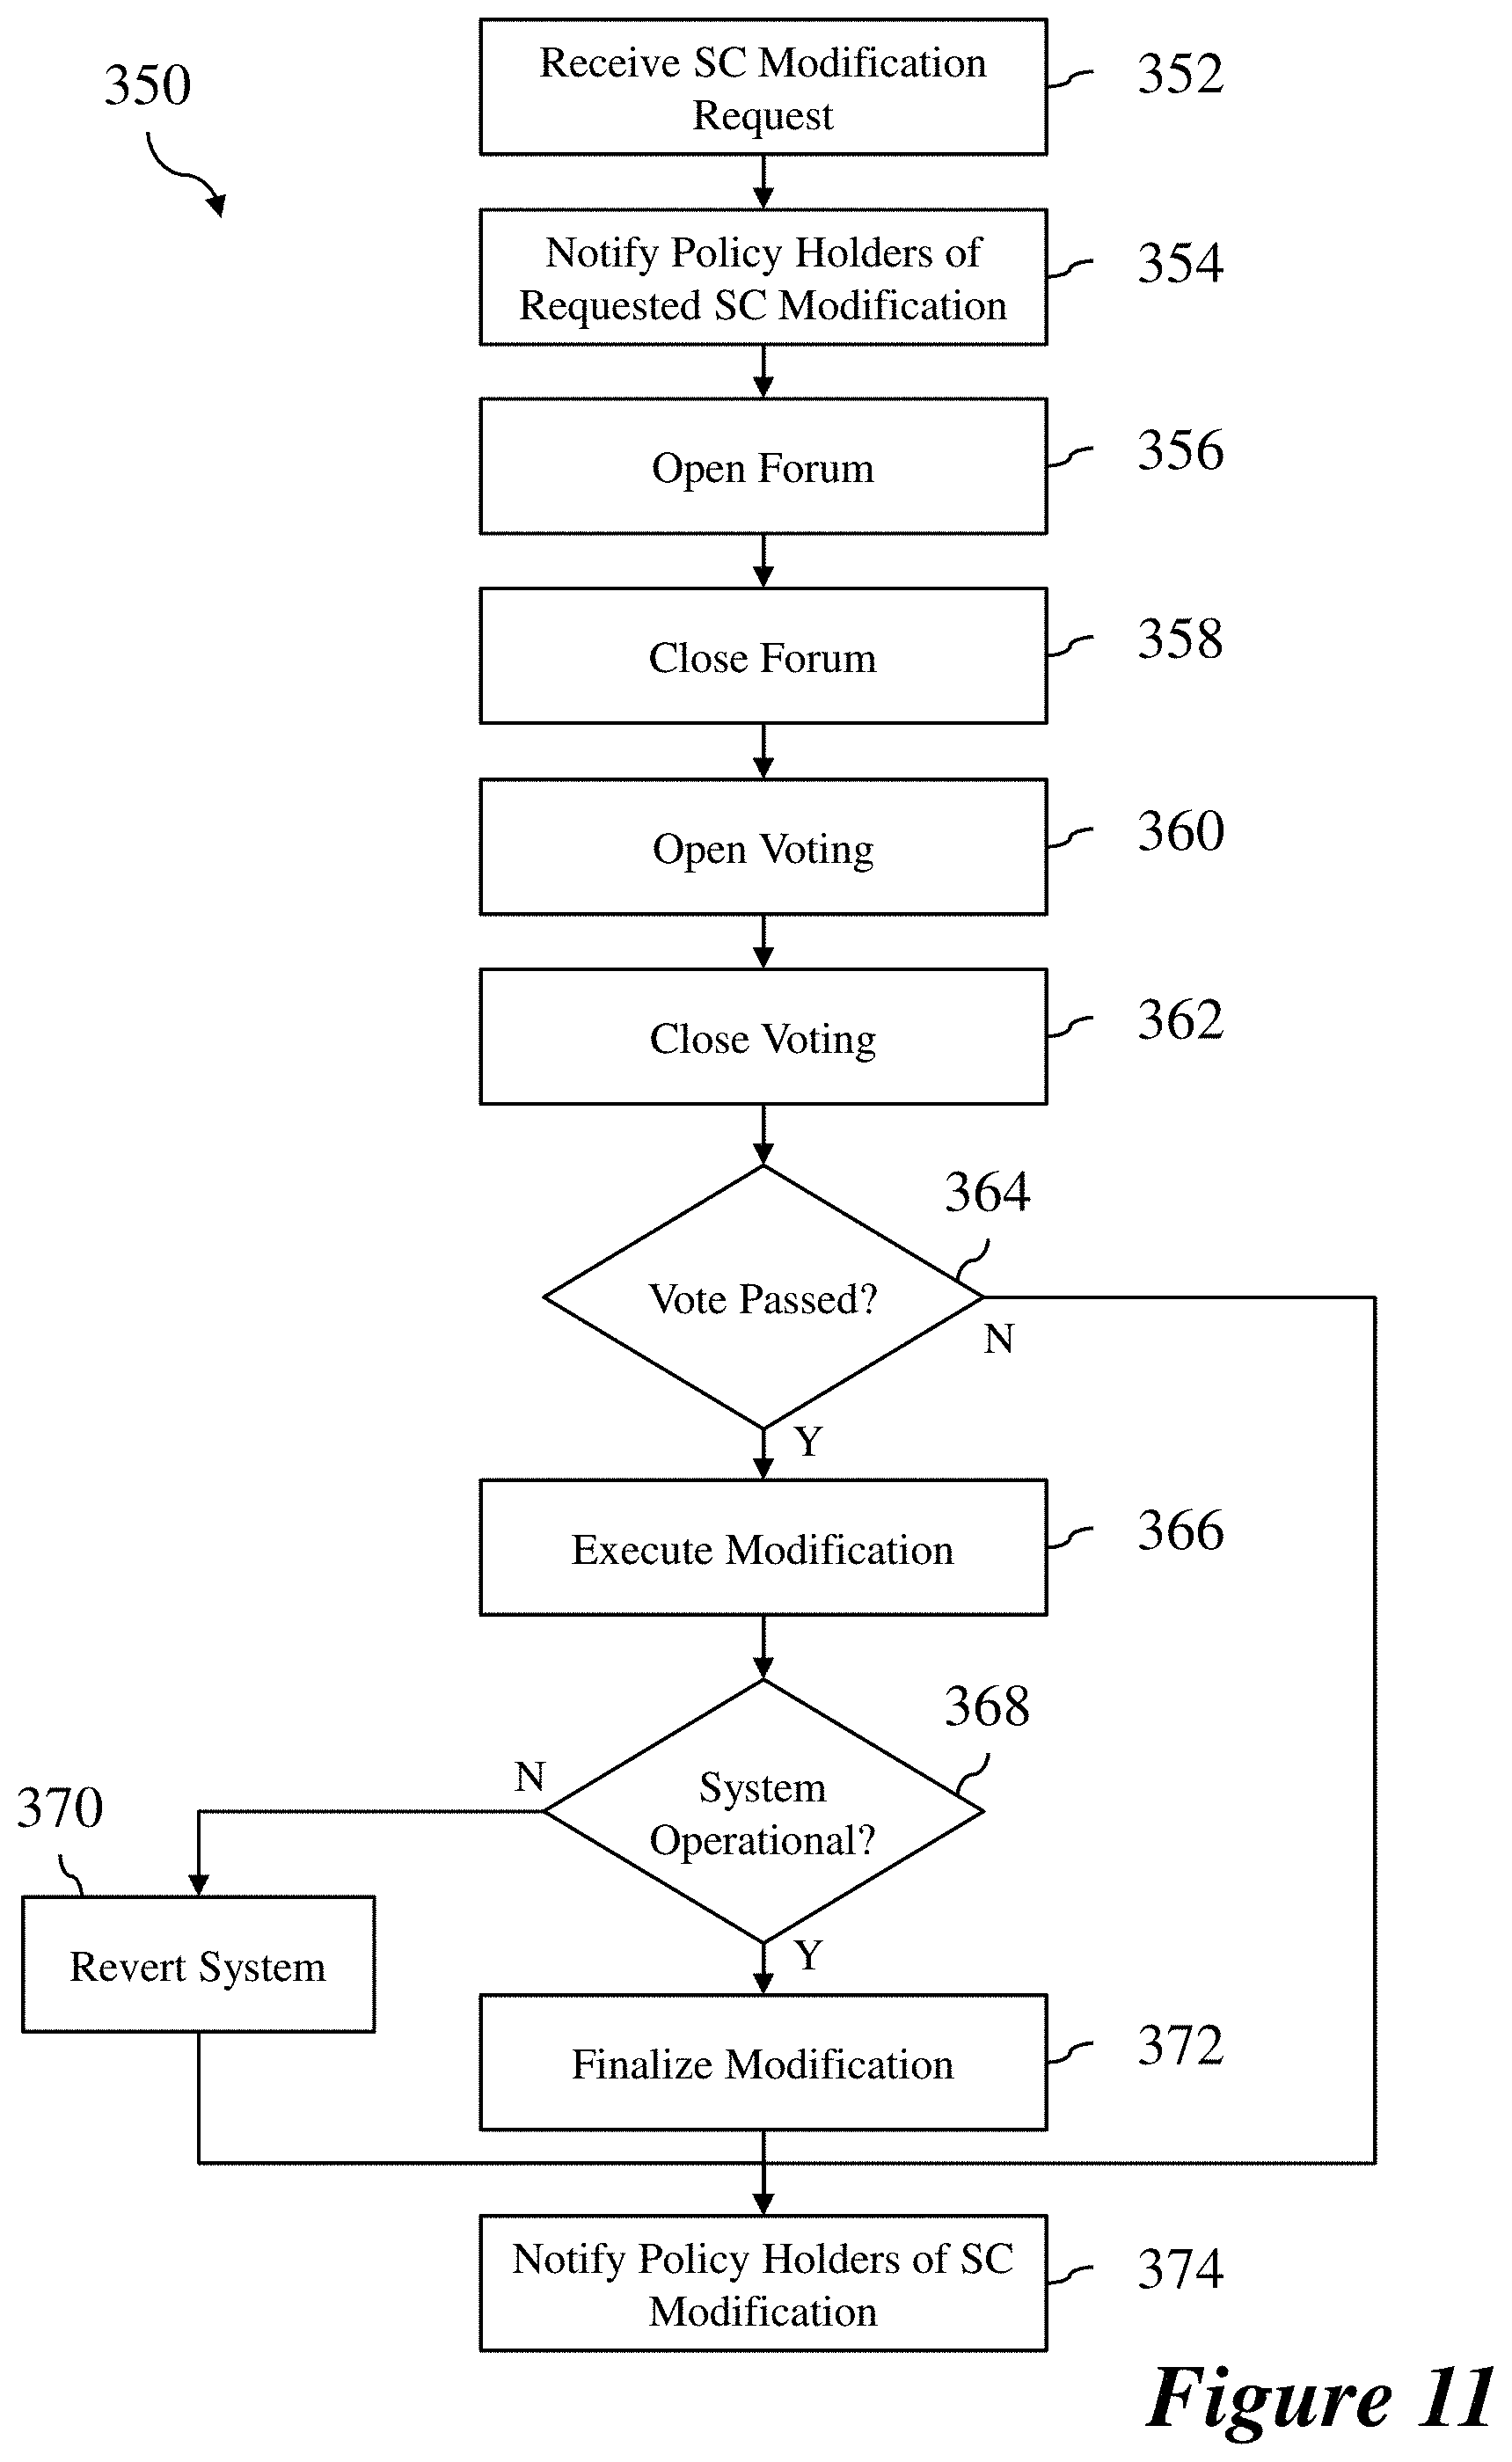 350
Receive SC Modification
Request
352
Notify Policy Holders of
Requested SC Modification
354
Open Forum
356
Close Forum
358
Open Voting
360
Close Voting
362
Vote Passed?
364
N
Y
Execute Modification
366
System
Operational?
368
N
Y
370
Revert System
Finalize Modification
372
Notify Policy Holders of SC
Modification
374
Figure 11